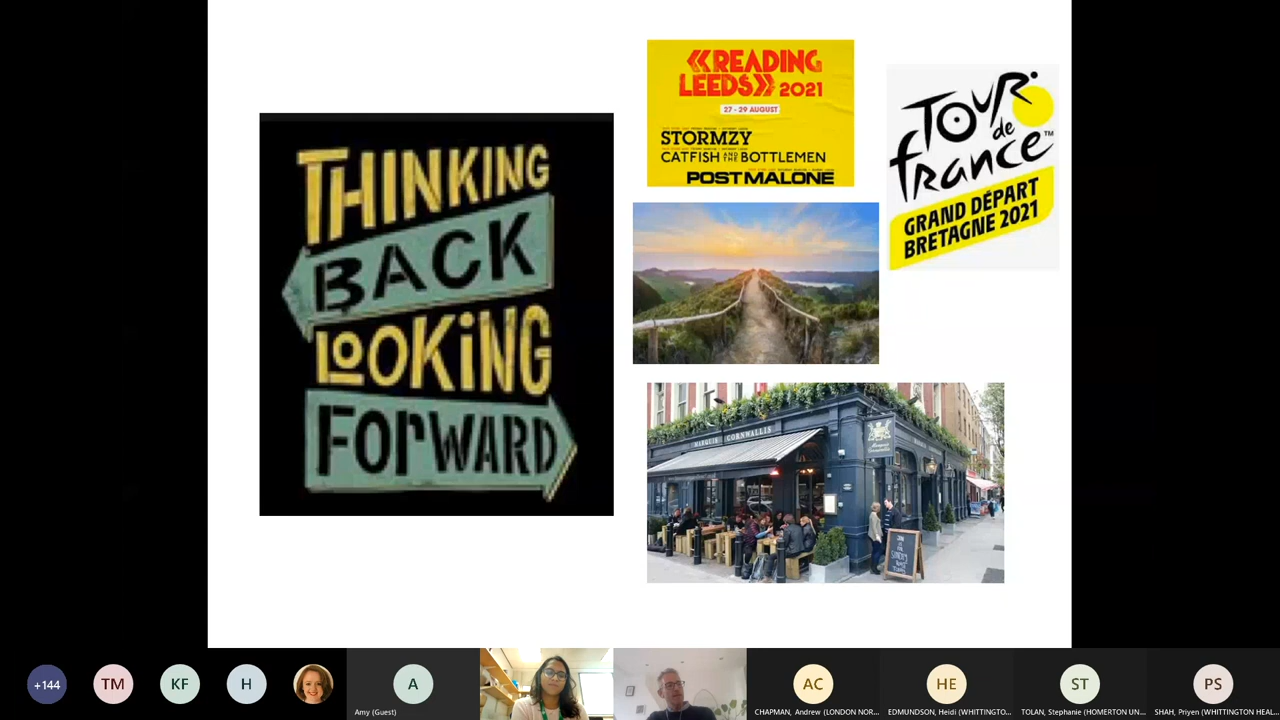 THINKING
BACK
LOOKING
FORWARD
READING
LEEDS 2021
27 - 29 AUGUST
STORMZY
CATFISH AND THE BOTTLEMEN
POST MALONE
TOUR
de
france™
GRAND DÉPART
BRETAGNE 2021
MARQUIS CORNWALLIS
+144
TM
KF
H
A
Amy (Guest)
AC
CHAPMAN, Andrew (LONDON NOR...
HE
EDMUNDSON, Heidi (WHITTINGTO...
ST
TOLAN, Stephanie (HOMERTON UN...
PS
SHAH, Priyen (WHITTINGTON HEAL...